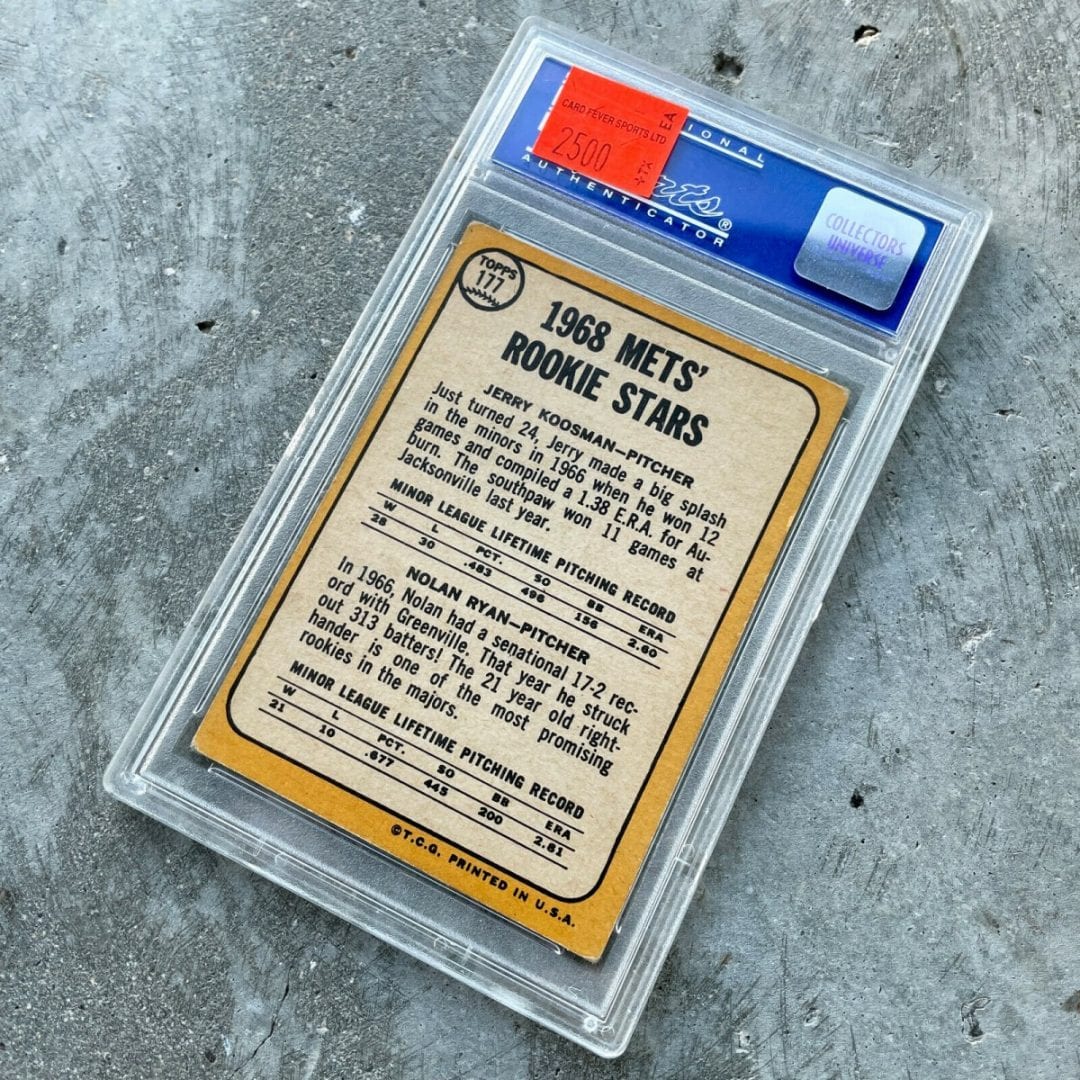 CARD FEVER SPORTS LTD
2500
EA
+TX
IONAL
rts®
AUTHENTICATOR
COLLECTORS
UNIVERSE
TOPPS
177
1968 METS'
ROOKIE STARS
JERRY KOOSMAN—PITCHER
Just turned 24, Jerry made a big splash
in the minors in 1966 when he won 12
games and compiled a 1.38 E.R.A. for Au-
burn. The southpaw won 11 games at
Jacksonville last year.
MINOR LEAGUE LIFETIME PITCHING RECORD
W L PCT. SO BB ERA
28 30 .483 496 156 2.60
NOLAN RYAN—PITCHER
In 1966, Nolan had a senational 17-2 rec-
ord with Greenville. That year he struck
out 313 batters! The 21 year old right-
hander is one of the most promising
rookies in the majors.
MINOR LEAGUE LIFETIME PITCHING RECORD
W L PCT. SO BB ERA
21 10 .677 445 200 2.61
©T.C.G. PRINTED IN U.S.A.